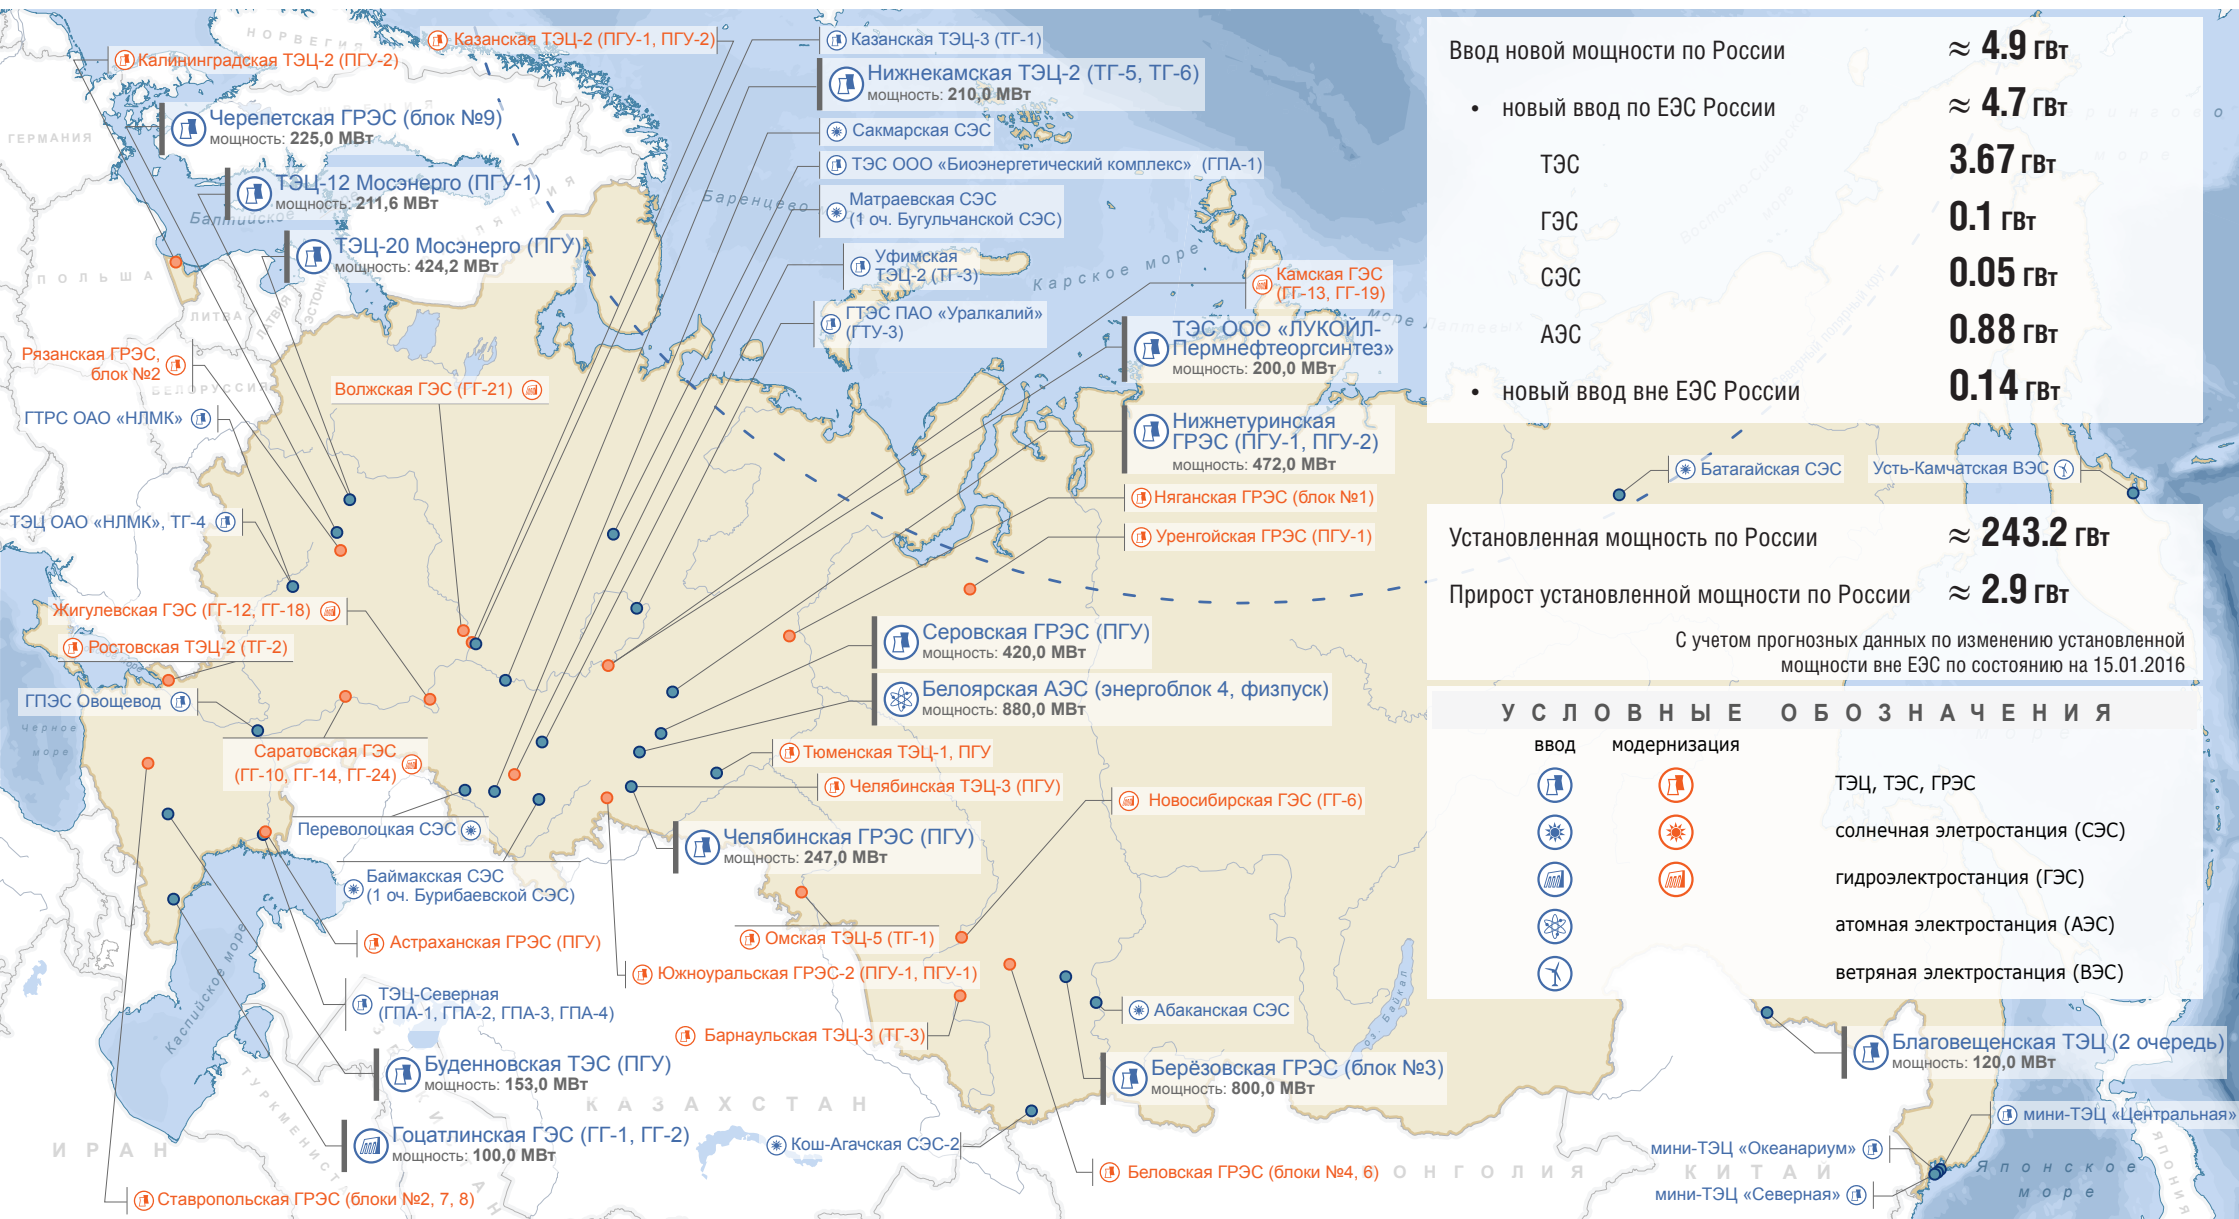 НОРВЕГИЯ
Калининградская ТЭЦ-2 (ПГУ-2)
Казанская ТЭЦ-2 (ПГУ-1, ПГУ-2)
Черепетская ГРЭС (блок №9)
мощность: 225,0 МВт
ГЕРМАНИЯ
ТЭЦ-12 Мосэнерго (ПГУ-1)
мощность: 211,6 МВт
Балтийское
ТЭЦ-20 Мосэнерго (ПГУ)
мощность: 424,2 МВт
ПОЛЬША
ЛИТВА
ЛАТВИЯ
ЭСТОНИЯ
БЕЛОРУССИЯ
Казанская ТЭЦ-3 (ТГ-1)
Нижнекамская ТЭЦ-2 (ТГ-5, ТГ-6)
мощность: 210,0 МВт
Сакмарская СЭС
ТЭС ООО «Биоэнергетический комплекс» (ГПА-1)
Баренцево
Матраевская СЭС
(1 оч. Бугульчанской СЭС)
Уфимская
ТЭЦ-2 (ТГ-3)
ГТЭС ПАО «Уралкалий»
(ГТУ-3)
Карское море
Камская ГЭС
(ГГ-13, ГГ-19)
море Лаптевых
ТЭС ООО «ЛУКОЙЛ-
Пермнефтеоргсинтез»
мощность: 200,0 МВт
Нижнетуринская
ГРЭС (ПГУ-1, ПГУ-2)
мощность: 472,0 МВт
Няганская ГРЭС (блок №1)
Уренгойская ГРЭС (ПГУ-1)
Рязанская ГРЭС,
блок №2
Волжская ГЭС (ГГ-21)
ГТРС ОАО «НЛМК»
ТЭЦ ОАО «НЛМК», ТГ-4
Жигулевская ГЭС (ГГ-12, ГГ-18)
Ростовская ТЭЦ-2 (ТГ-2)
ГПЭС Овощевод
Черное
море
Саратовская ГЭС
(ГГ-10, ГГ-14, ГГ-24)
Переволоцкая СЭС
Баймакская СЭС
(1 оч. Бурибаевской СЭС)
Астраханская ГРЭС (ПГУ)
ТЭЦ-Северная
(ГПА-1, ГПА-2, ГПА-3, ГПА-4)
Каспийское море
Буденновская ТЭС (ПГУ)
мощность: 153,0 МВт
Гоцатлинская ГЭС (ГГ-1, ГГ-2)
мощность: 100,0 МВт
Ставропольская ГРЭС (блоки №2, 7, 8)
ИРАН
КАЗАХСТАН
Серовская ГРЭС (ПГУ)
мощность: 420,0 МВт
Белоярская АЭС (энергоблок 4, физпуск)
мощность: 880,0 МВт
Тюменская ТЭЦ-1, ПГУ
Челябинская ТЭЦ-3 (ПГУ)
Челябинская ГРЭС (ПГУ)
мощность: 247,0 МВт
Новосибирская ГЭС (ГГ-6)
Омская ТЭЦ-5 (ТГ-1)
Южноуральская ГРЭС-2 (ПГУ-1, ПГУ-1)
Барнаульская ТЭЦ-3 (ТГ-3)
Абаканская СЭС
оз. Байкал
Берёзовская ГРЭС (блок №3)
мощность: 800,0 МВт
Кош-Агачская СЭС-2
Беловская ГРЭС (блоки №4, 6)
ОНГОЛИЯ
КИТАЙ
Ввод новой мощности по России ≈ 4.9 ГВт
• новый ввод по ЕЭС России ≈ 4.7 ГВт
ТЭС 3.67 ГВт
ГЭС 0.1 ГВт
СЭС 0.05 ГВт
АЭС 0.88 ГВт
• новый ввод вне ЕЭС России 0.14 ГВт
Батагайская СЭС
Усть-Камчатская ВЭС
Установленная мощность по России ≈ 243.2 ГВт
Прирост установленной мощности по России ≈ 2.9 ГВт
С учетом прогнозных данных по изменению установленной
мощности вне ЕЭС по состоянию на 15.01.2016
УСЛОВНЫЕ ОБОЗНАЧЕНИЯ
ввод модернизация
ТЭЦ, ТЭС, ГРЭС
солнечная элетростанция (СЭС)
гидроэлектростанция (ГЭС)
атомная электростанция (АЭС)
ветряная электростанция (ВЭС)
Благовещенская ТЭЦ (2 очередь)
мощность: 120,0 МВт
мини-ТЭЦ «Центральная»
мини-ТЭЦ «Океанариум»
мини-ТЭЦ «Северная»
Японское
море
ЯПОНИЯ